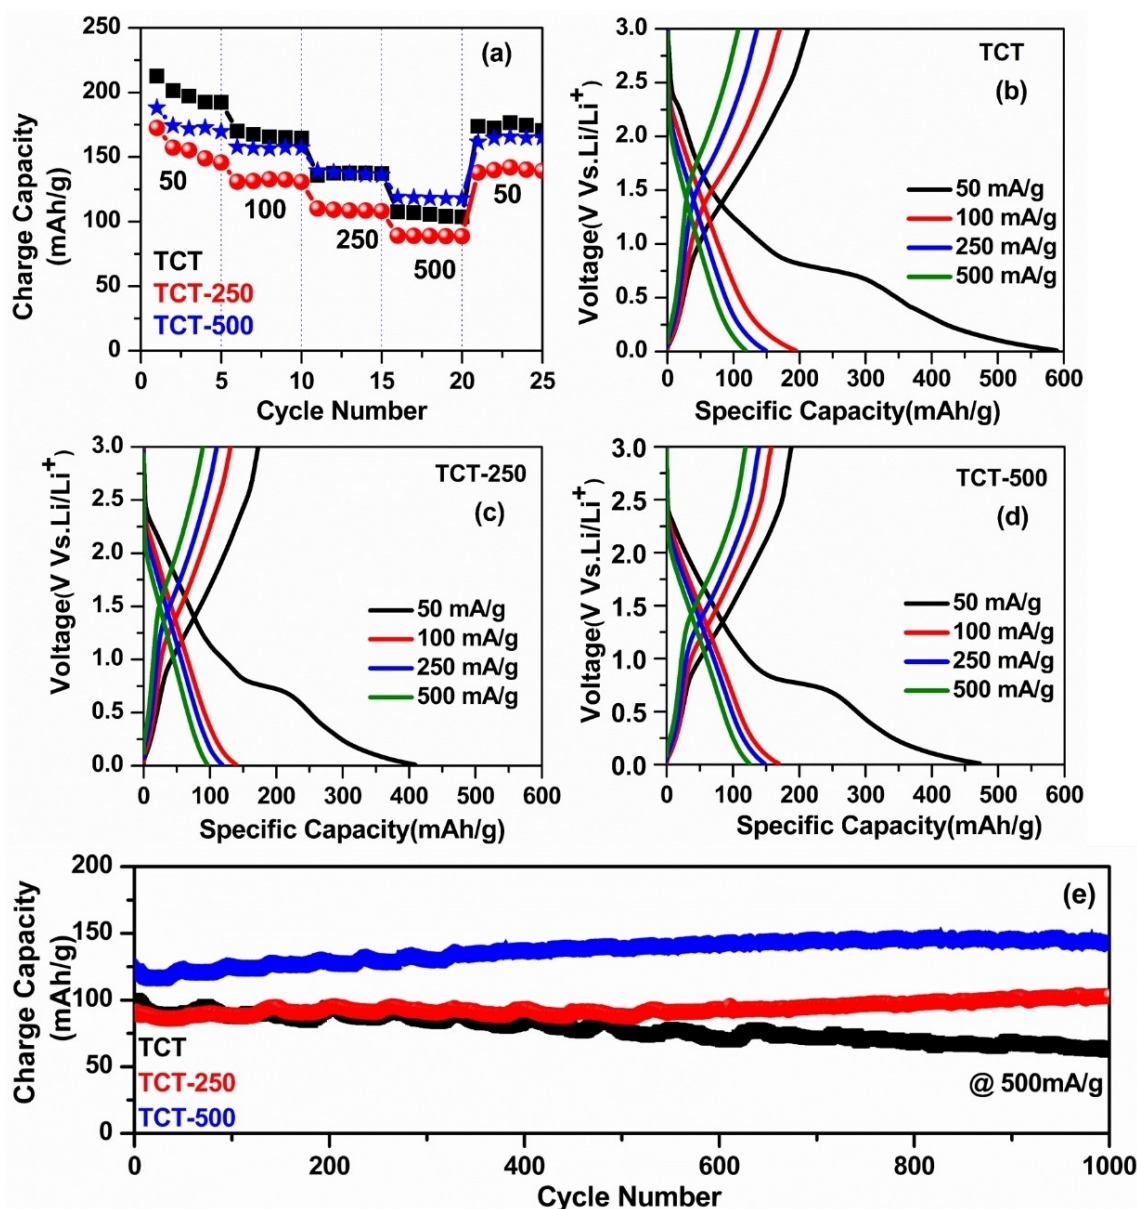 Charge Capacity
(mAh/g)
250
200
150
100
50
0
(a)
50
100
250
500
50
TCT
TCT-250
TCT-500
0 5 10 15 20 25
Cycle Number
Voltage(V Vs.Li/Li+)
3.0
2.5
2.0
1.5
1.0
0.5
0.0
TCT
(b)
50 mA/g
100 mA/g
250 mA/g
500 mA/g
0 100 200 300 400 500 600
Specific Capacity(mAh/g)
Voltage(V Vs.Li/Li+)
3.0
2.5
2.0
1.5
1.0
0.5
0.0
TCT-250
(c)
50 mA/g
100 mA/g
250 mA/g
500 mA/g
0 100 200 300 400 500 600
Specific Capacity(mAh/g)
Voltage(V Vs.Li/Li+)
3.0
2.5
2.0
1.5
1.0
0.5
0.0
TCT-500
(d)
50 mA/g
100 mA/g
250 mA/g
500 mA/g
0 100 200 300 400 500 600
Specific Capacity(mAh/g)
Charge Capacity
(mAh/g)
200
150
100
50
0
(e)
TCT
TCT-250
TCT-500
@ 500mA/g
0 200 400 600 800 1000
Cycle Number